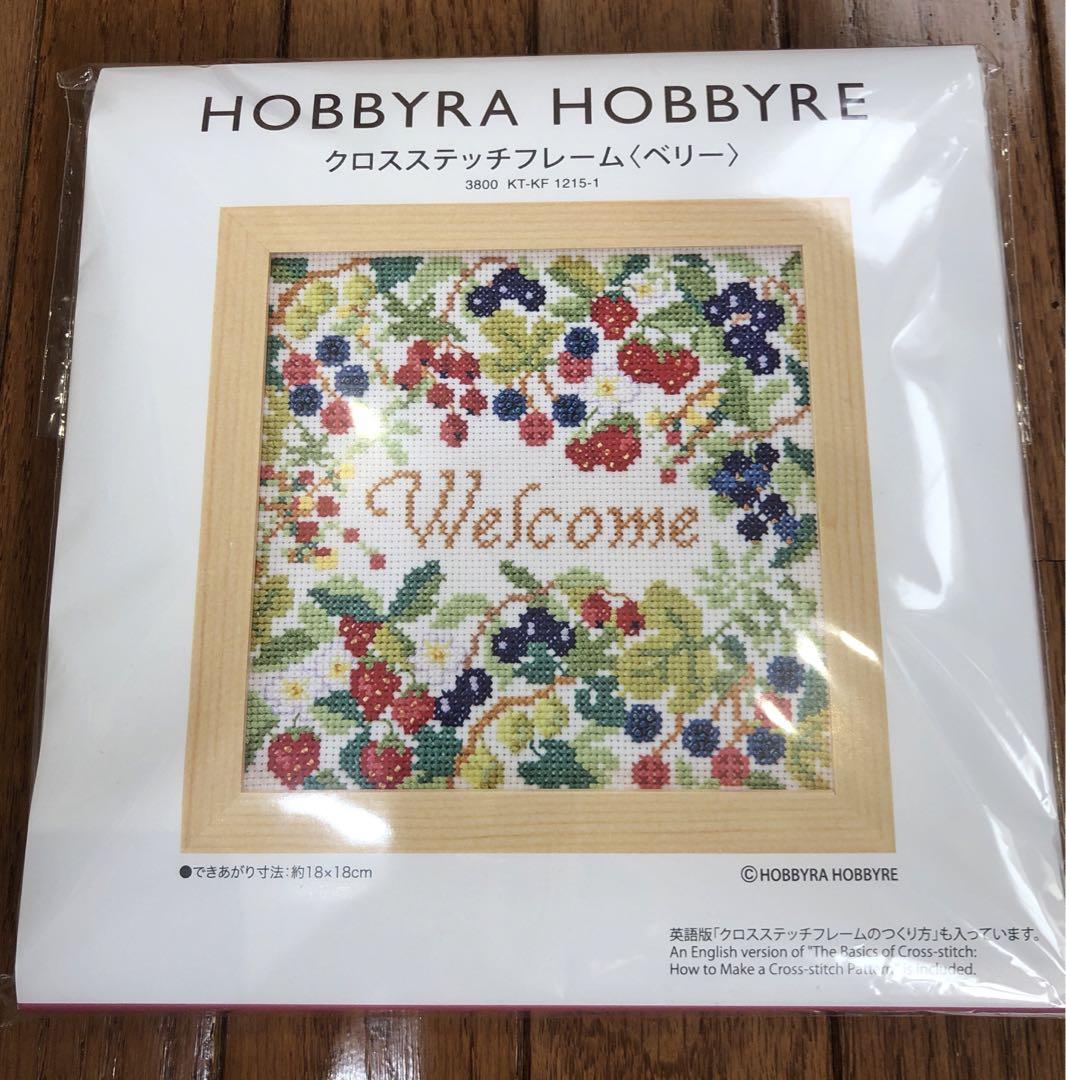 HOBBYRA HOBBYRE
クロスステッチフレーム〈ベリー〉
3800 KT-KF 1215-1
Welcome
●できあがり寸法：約18×18cm
©HOBBYRA HOBBYRE
英語版「クロスステッチフレームのつくり方」も入っています。
An English version of "The Basics of Cross-stitch:
How to Make a Cross-stitch Pattern" is included.